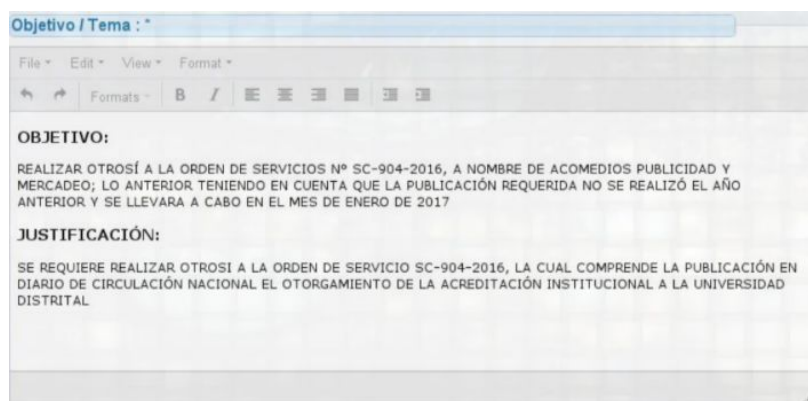 Objetivo / Tema : *
File Edit View Format
Formats B I
OBJETIVO:
REALIZAR OTROSÍ A LA ORDEN DE SERVICIOS Nº SC-904-2016, A NOMBRE DE ACOMEDIOS PUBLICIDAD Y
MERCADEO; LO ANTERIOR TENIENDO EN CUENTA QUE LA PUBLICACIÓN REQUERIDA NO SE REALIZÓ EL AÑO
ANTERIOR Y SE LLEVARA A CABO EN EL MES DE ENERO DE 2017
JUSTIFICACIÓN:
SE REQUIERE REALIZAR OTROSI A LA ORDEN DE SERVICIO SC-904-2016, LA CUAL COMPRENDE LA PUBLICACIÓN EN
DIARIO DE CIRCULACIÓN NACIONAL EL OTORGAMIENTO DE LA ACREDITACIÓN INSTITUCIONAL A LA UNIVERSIDAD
DISTRITAL